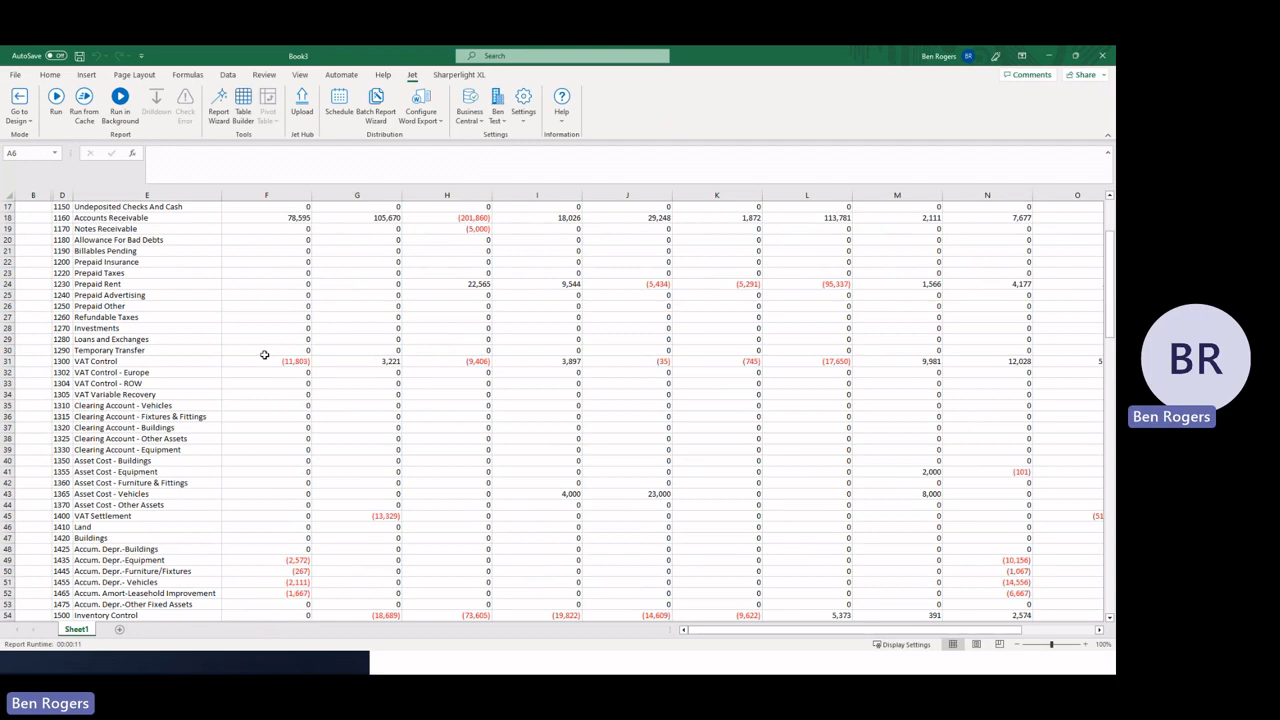 AutoSave Off Book3 Search Ben Rogers BR
File Home Insert Page Layout Formulas Data Review View Automate Help Jet Sharperlight XL Comments Share
Go to Design Run Run from Cache Run in Background Drilldown Check Error Report Wizard Table Builder Pivot Table Upload Schedule Batch Report Wizard Configure Word Export Business Central Ben Test Settings Help
Mode Report Tools Jet Hub Distribution Settings Information
A6 fx
B D E F G H I J K L M N O
17 1150 Undeposited Checks And Cash 0 0 0 0 0 0 0 0 0
18 1160 Accounts Receivable 78,595 105,670 (201,860) 18,026 29,248 1,872 113,781 2,111 7,677
19 1170 Notes Receivable 0 0 (5,000) 0 0 0 0 0 0
20 1180 Allowance For Bad Debts 0 0 0 0 0 0 0 0 0
21 1190 Billables Pending 0 0 0 0 0 0 0 0 0
22 1200 Prepaid Insurance 0 0 0 0 0 0 0 0 0
23 1220 Prepaid Taxes 0 0 0 0 0 0 0 0 0
24 1230 Prepaid Rent 0 0 22,565 9,544 (5,434) (5,291) (95,337) 1,566 4,177
25 1240 Prepaid Advertising 0 0 0 0 0 0 0 0 0
26 1250 Prepaid Other 0 0 0 0 0 0 0 0 0
27 1260 Refundable Taxes 0 0 0 0 0 0 0 0 0
28 1270 Investments 0 0 0 0 0 0 0 0 0
29 1280 Loans and Exchanges 0 0 0 0 0 0 0 0 0
30 1290 Temporary Transfer 0 0 0 0 0 0 0 0 0
31 1300 VAT Control (11,803) 3,221 (9,406) 3,897 (35) (745) (17,650) 9,981 12,028 5
32 1302 VAT Control - Europe 0 0 0 0 0 0 0 0 0
33 1304 VAT Control - ROW 0 0 0 0 0 0 0 0 0
34 1305 VAT Variable Recovery 0 0 0 0 0 0 0 0 0
35 1310 Clearing Account - Vehicles 0 0 0 0 0 0 0 0 0
36 1315 Clearing Account - Fixtures & Fittings 0 0 0 0 0 0 0 0 0
37 1320 Clearing Account - Buildings 0 0 0 0 0 0 0 0 0
38 1325 Clearing Account - Other Assets 0 0 0 0 0 0 0 0 0
39 1330 Clearing Account - Equipment 0 0 0 0 0 0 0 0 0
40 1350 Asset Cost - Buildings 0 0 0 0 0 0 0 0 0
41 1355 Asset Cost - Equipment 0 0 0 0 0 0 0 2,000 (101)
42 1360 Asset Cost - Furniture & Fittings 0 0 0 0 0 0 0 0 0
43 1365 Asset Cost - Vehicles 0 0 0 4,000 23,000 0 0 8,000 0
44 1370 Asset Cost - Other Assets 0 0 0 0 0 0 0 0 0
45 1400 VAT Settlement 0 (13,329) 0 0 0 0 0 0 0 (51
46 1410 Land 0 0 0 0 0 0 0 0 0
47 1420 Buildings 0 0 0 0 0 0 0 0 0
48 1425 Accum. Depr.-Buildings 0 0 0 0 0 0 0 0 0
49 1435 Accum. Depr.-Equipment (2,572) 0 0 0 0 0 0 0 (10,156)
50 1445 Accum. Depr.-Furniture/Fixtures (267) 0 0 0 0 0 0 0 (1,067)
51 1455 Accum. Depr.- Vehicles (2,111) 0 0 0 0 0 0 0 (14,556)
52 1465 Accum. Amort-Leasehold Improvement (1,667) 0 0 0 0 0 0 0 (6,667)
53 1475 Accum. Depr.-Other Fixed Assets 0 0 0 0 0 0 0 0 0
54 1500 Inventory Control 0 (18,689) (73,605) (19,822) (14,609) (9,622) 5,373 391 2,574
Sheet1
Report Runtime: 00:00:11 Display Settings 100%
BR
Ben Rogers
Ben Rogers